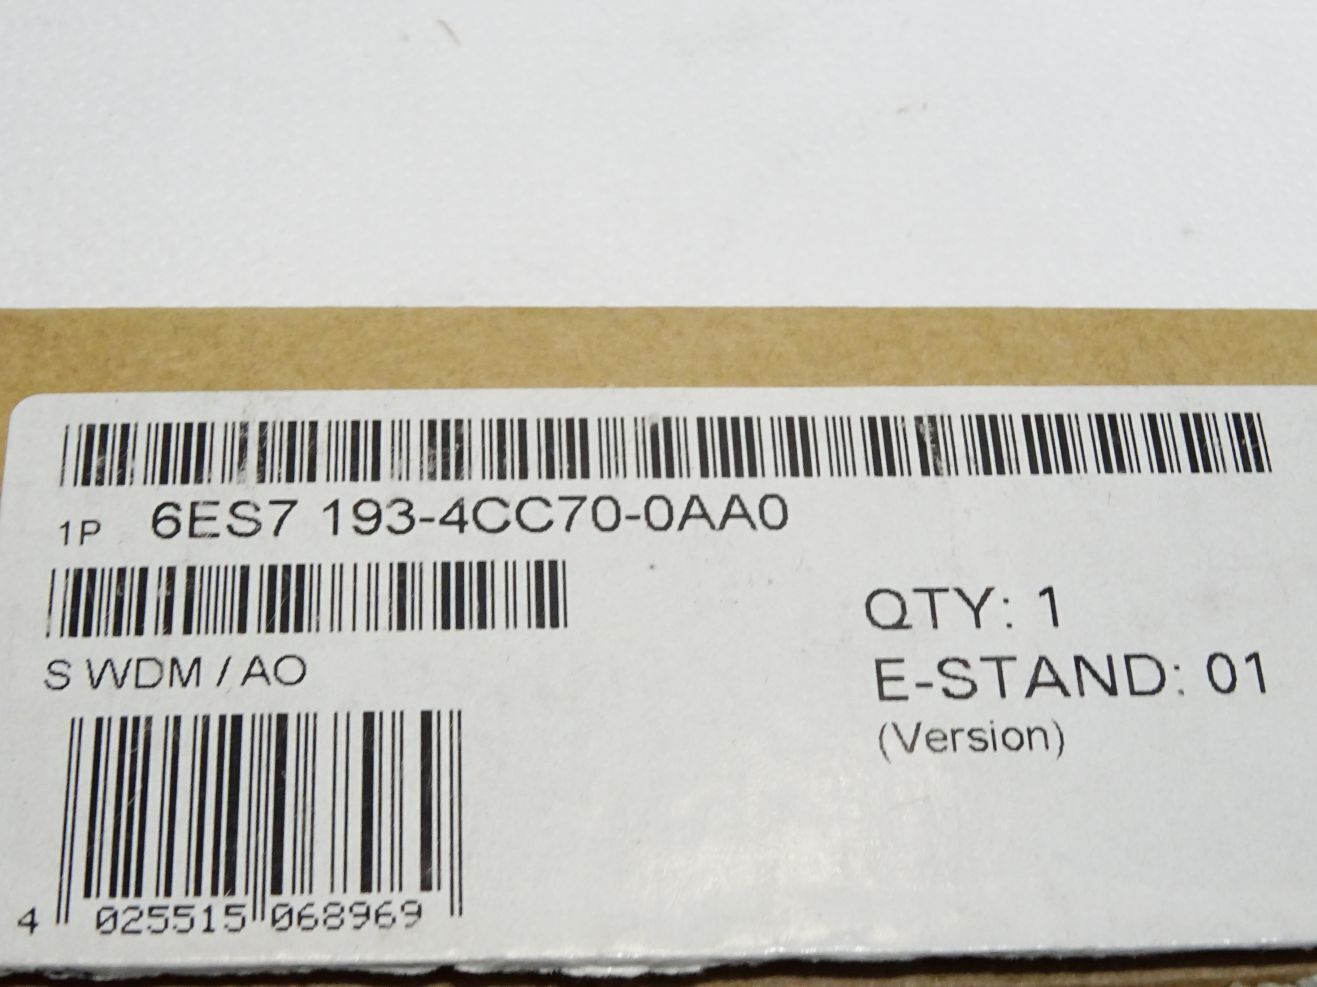 1P 6ES7 193-4CC70-0AA0
S WDM / AO
QTY: 1
E-STAND: 01
(Version)
4 025515 068969